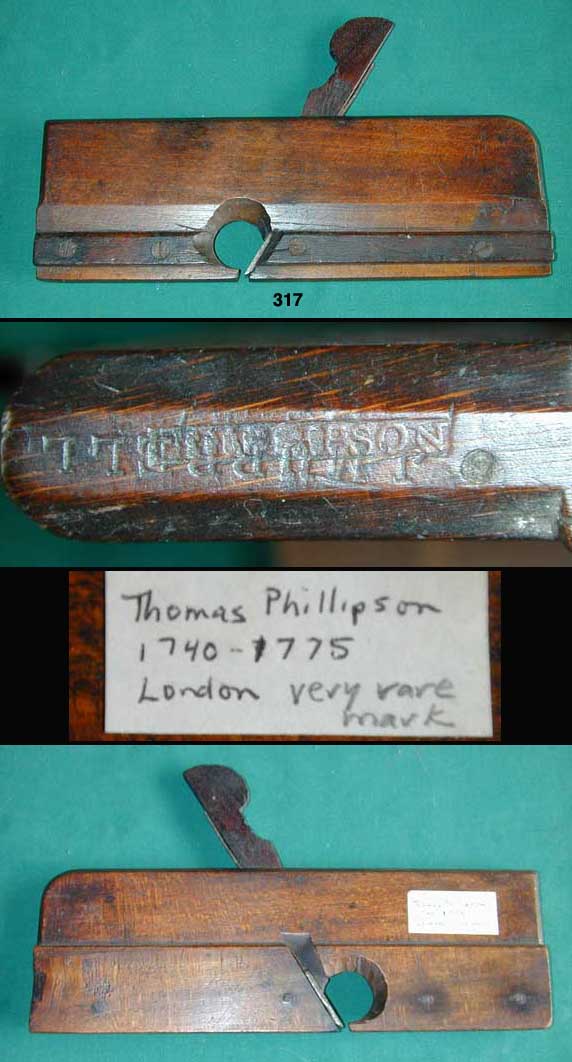 317
PHILLIPSON
Thomas Phillipson
1740-1775
London very rare
mark